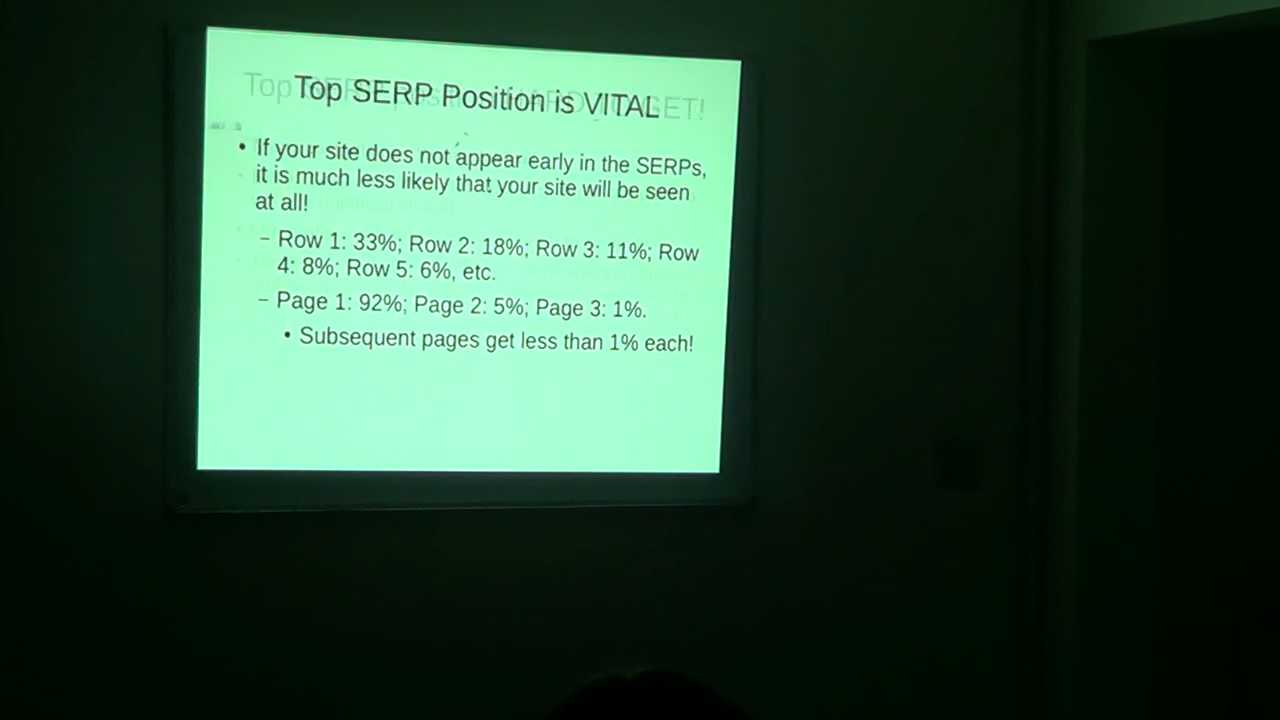 Top SERP Position is VITAL
• If your site does not appear early in the SERPs,
it is much less likely that your site will be seen
at all!
– Row 1: 33%; Row 2: 18%; Row 3: 11%; Row
4: 8%; Row 5: 6%, etc.
– Page 1: 92%; Page 2: 5%; Page 3: 1%.
• Subsequent pages get less than 1% each!